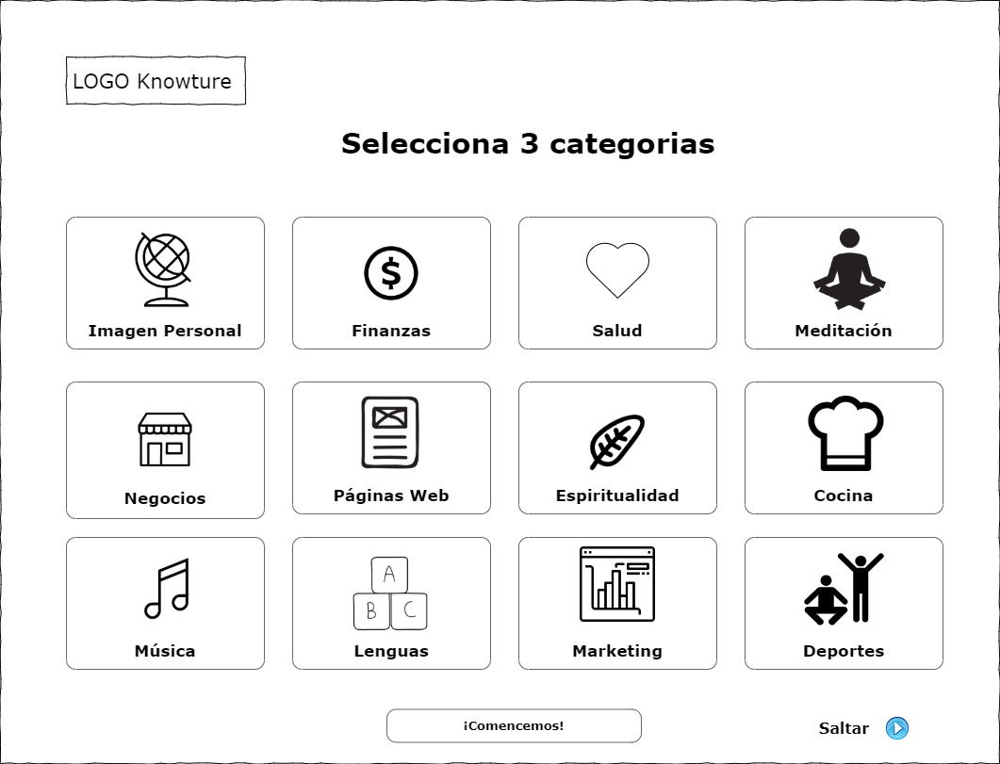 LOGO Knowture
Selecciona 3 categorias
Imagen Personal
Finanzas
Salud
Meditación
Negocios
Páginas Web
Espiritualidad
Cocina
A
B C
Música
Lenguas
Marketing
Deportes
¡Comencemos!
Saltar